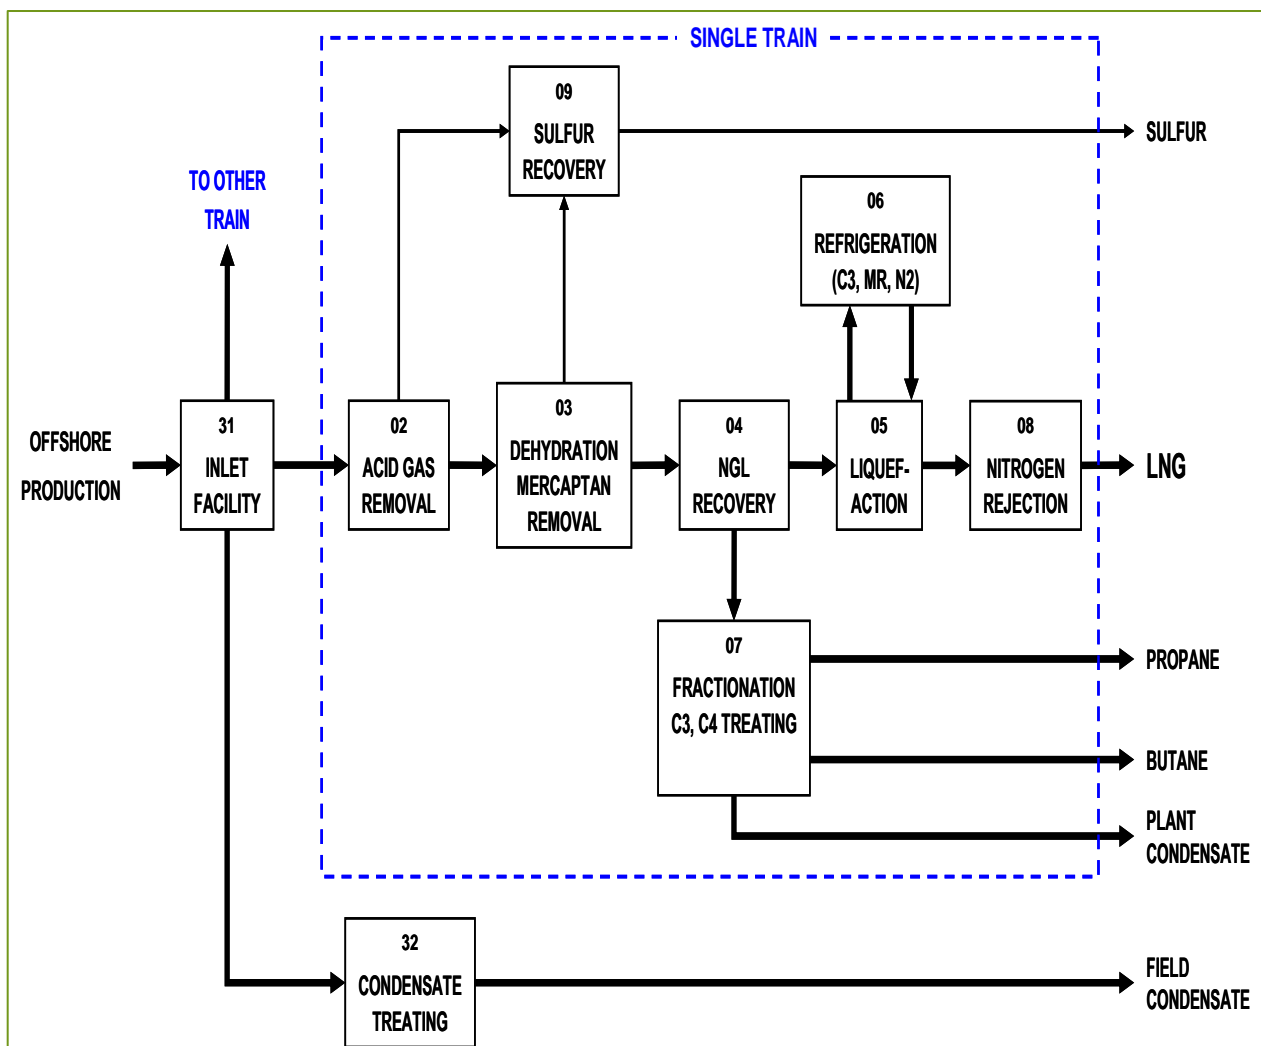 SINGLE TRAIN
09
SULFUR
RECOVERY
SULFUR
TO OTHER
TRAIN
06
REFRIGERATION
(C3, MR, N2)
OFFSHORE
PRODUCTION
31
INLET
FACILITY
02
ACID GAS
REMOVAL
03
DEHYDRATION
MERCAPTAN
REMOVAL
04
NGL
RECOVERY
05
LIQUEF-
ACTION
08
NITROGEN
REJECTION
LNG
07
FRACTIONATION
C3, C4 TREATING
PROPANE
BUTANE
PLANT
CONDENSATE
32
CONDENSATE
TREATING
FIELD
CONDENSATE